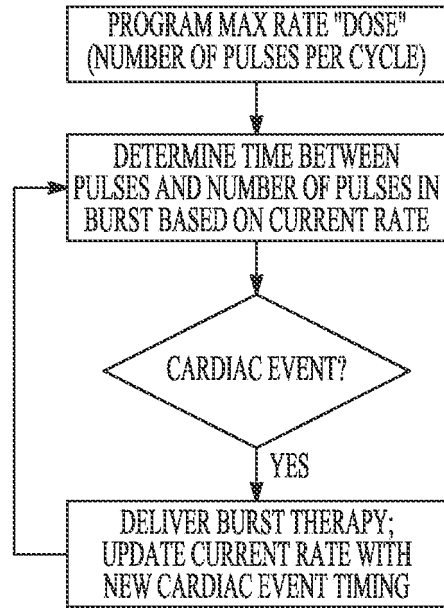 PROGRAM MAX RATE "DOSE"
(NUMBER OF PULSES PER CYCLE)
DETERMINE TIME BETWEEN
PULSES AND NUMBER OF PULSES IN
BURST BASED ON CURRENT RATE
CARDIAC EVENT?
YES
DELIVER BURST THERAPY;
UPDATE CURRENT RATE WITH
NEW CARDIAC EVENT TIMING